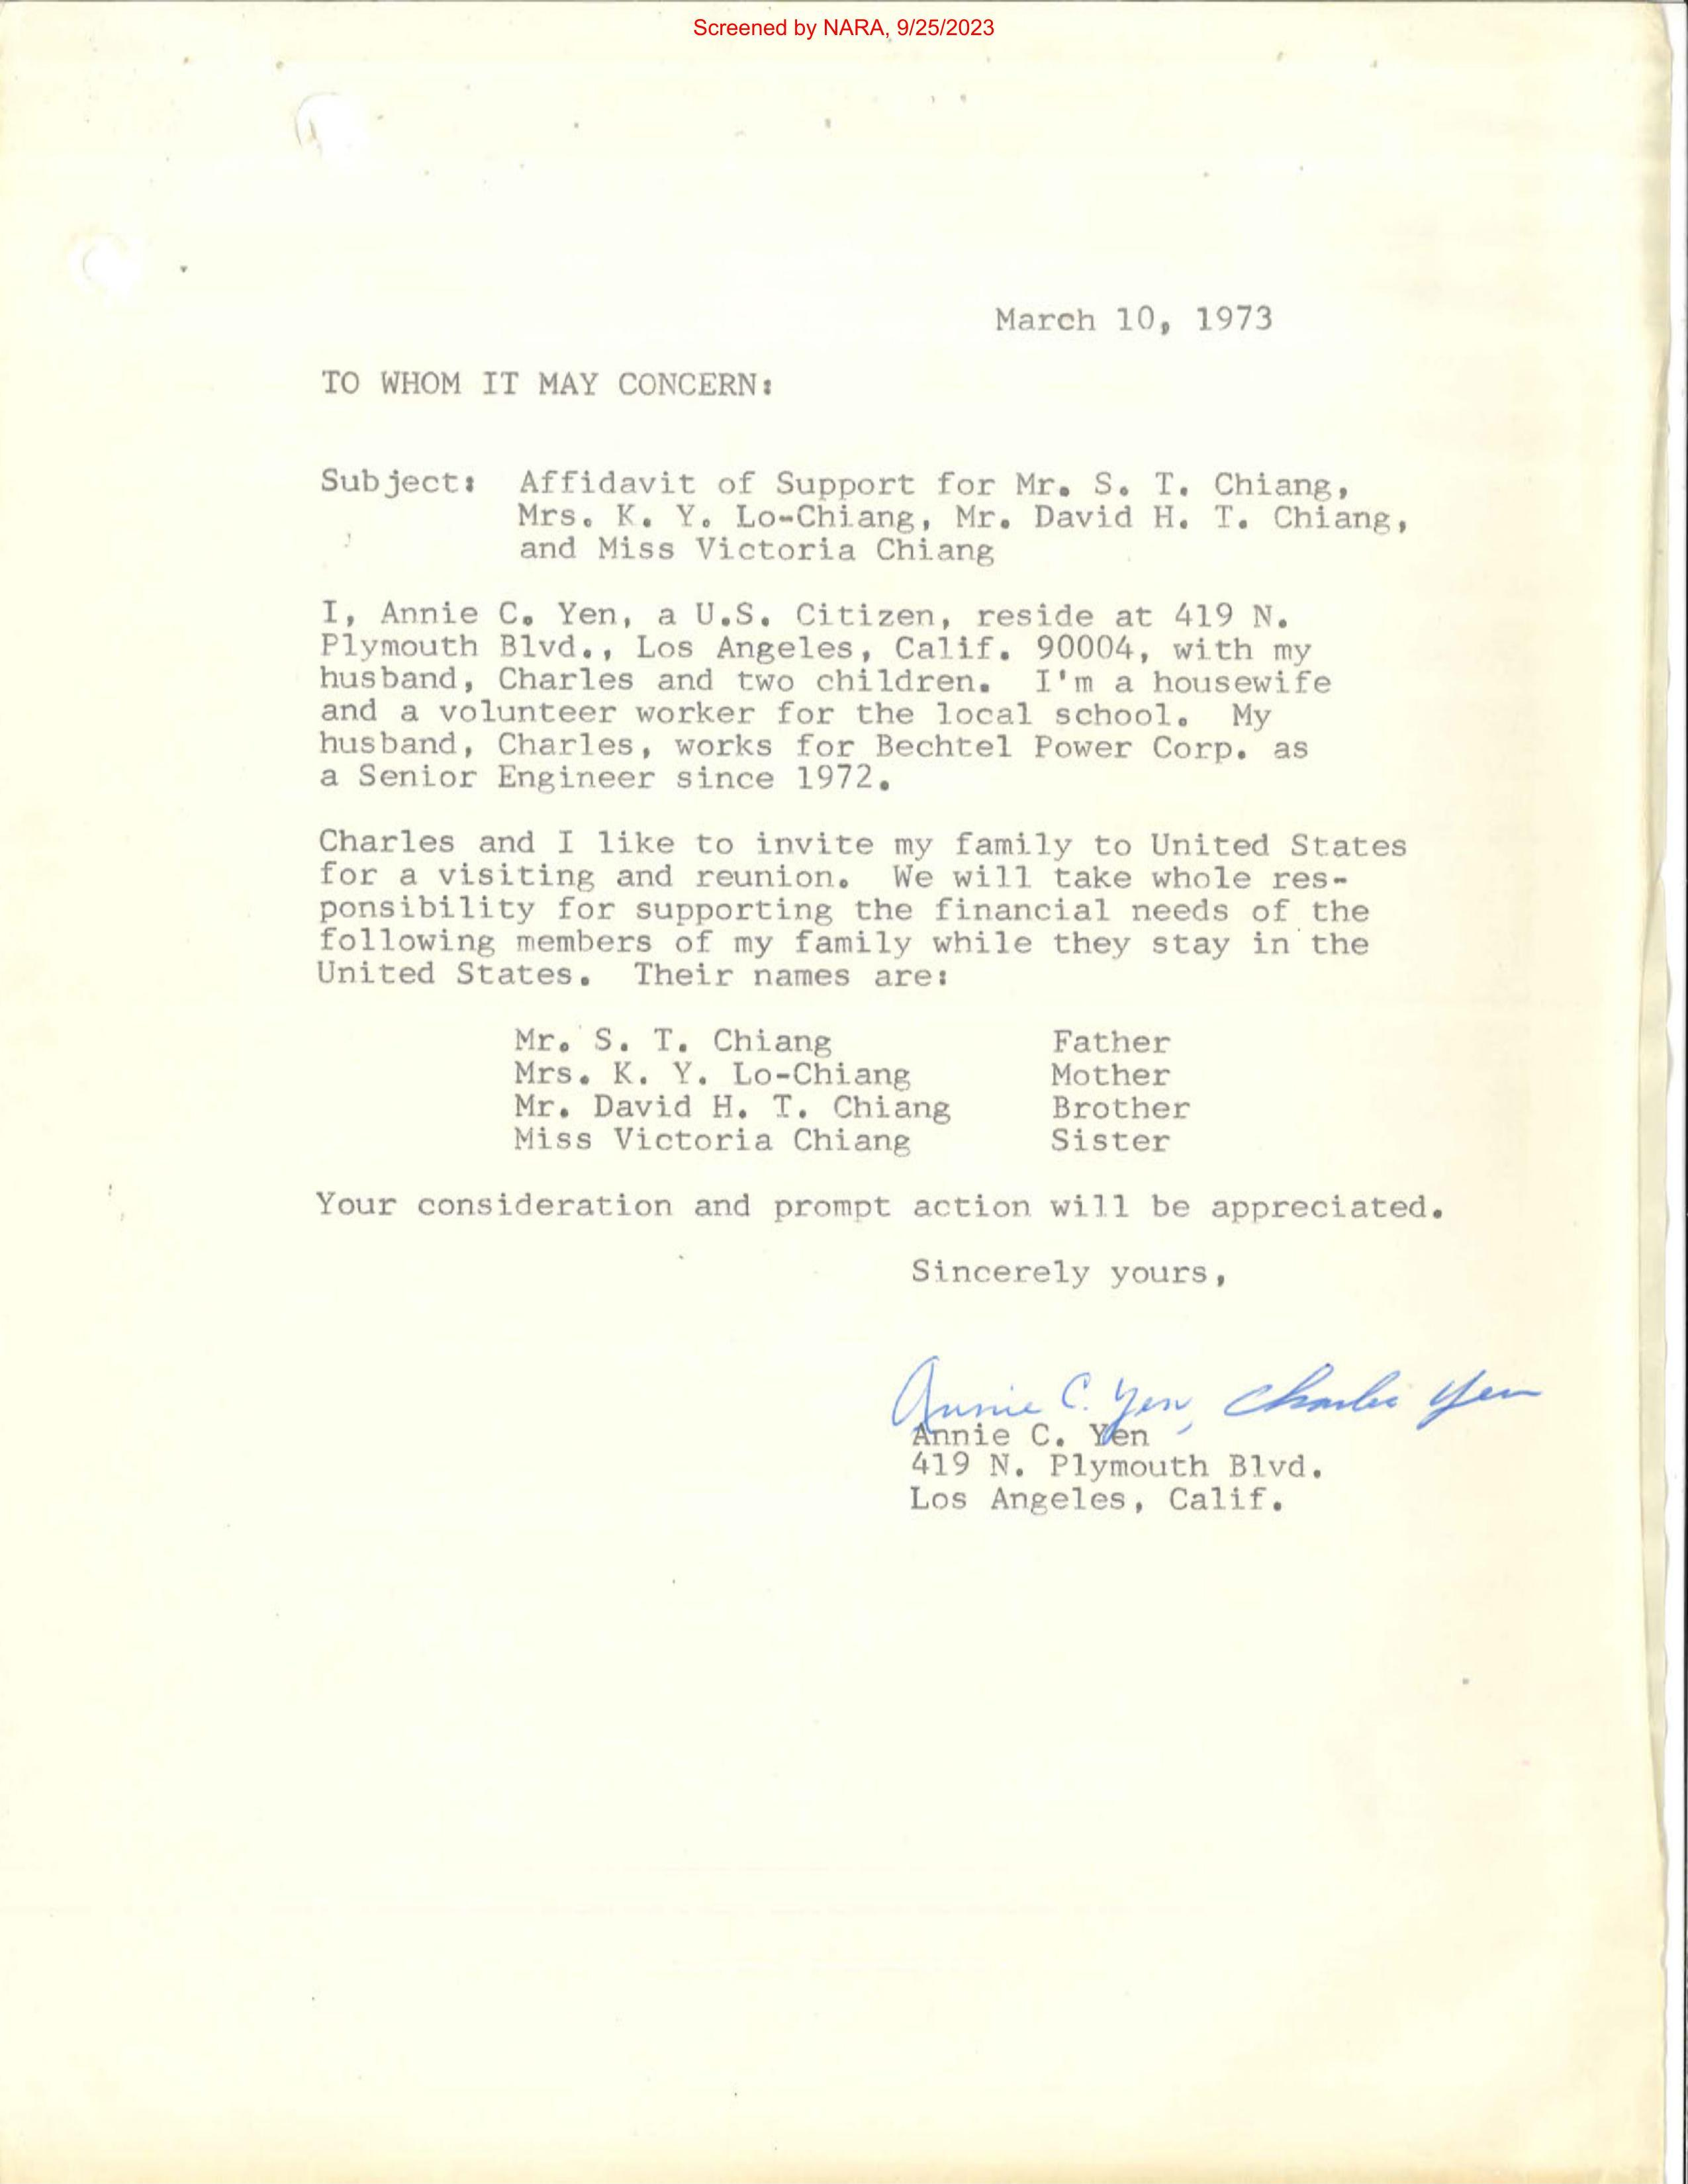 Screened by NARA, 9/25/2023
March 10, 1973
TO WHOM IT MAY CONCERN:
Subject: Affidavit of Support for Mr. S. T. Chiang,
Mrs. K. Y. Lo-Chiang, Mr. David H. T. Chiang,
and Miss Victoria Chiang
I, Annie C. Yen, a U.S. Citizen, reside at 419 N.
Plymouth Blvd., Los Angeles, Calif. 90004, with my
husband, Charles and two children. I'm a housewife
and a volunteer worker for the local school. My
husband, Charles, works for Bechtel Power Corp. as
a Senior Engineer since 1972.
Charles and I like to invite my family to United States
for a visiting and reunion. We will take whole res-
ponsibility for supporting the financial needs of the
following members of my family while they stay in the
United States. Their names are:
Mr. S. T. Chiang Father
Mrs. K. Y. Lo-Chiang Mother
Mr. David H. T. Chiang Brother
Miss Victoria Chiang Sister
Your consideration and prompt action will be appreciated.
Sincerely yours,
Annie C. Yen, Charles Yen
Annie C. Yen
419 N. Plymouth Blvd.
Los Angeles, Calif.